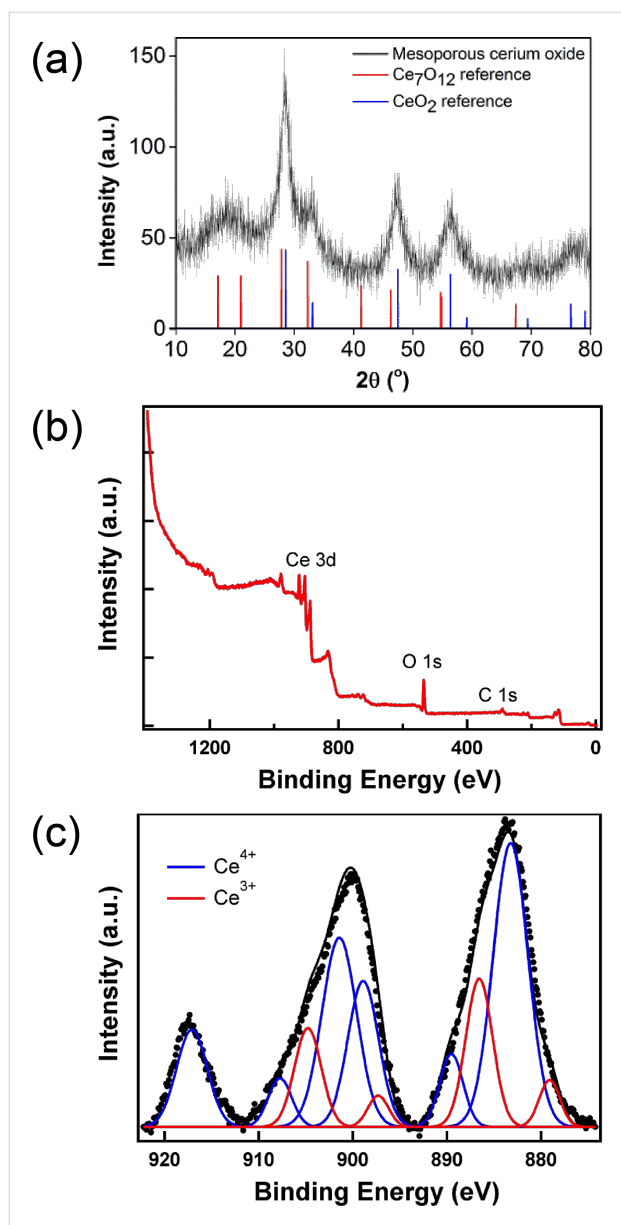 (a)
Intensity (a.u.)
150
100
50
0
Mesoporous cerium oxide
Ce₇O₁₂ reference
CeO₂ reference
10 20 30 40 50 60 70 80
2θ (°)
(b)
Intensity (a.u.)
Ce 3d
O 1s
C 1s
1200 800 400 0
Binding Energy (eV)
(c)
Intensity (a.u.)
Ce⁴⁺
Ce³⁺
920 910 900 890 880
Binding Energy (eV)